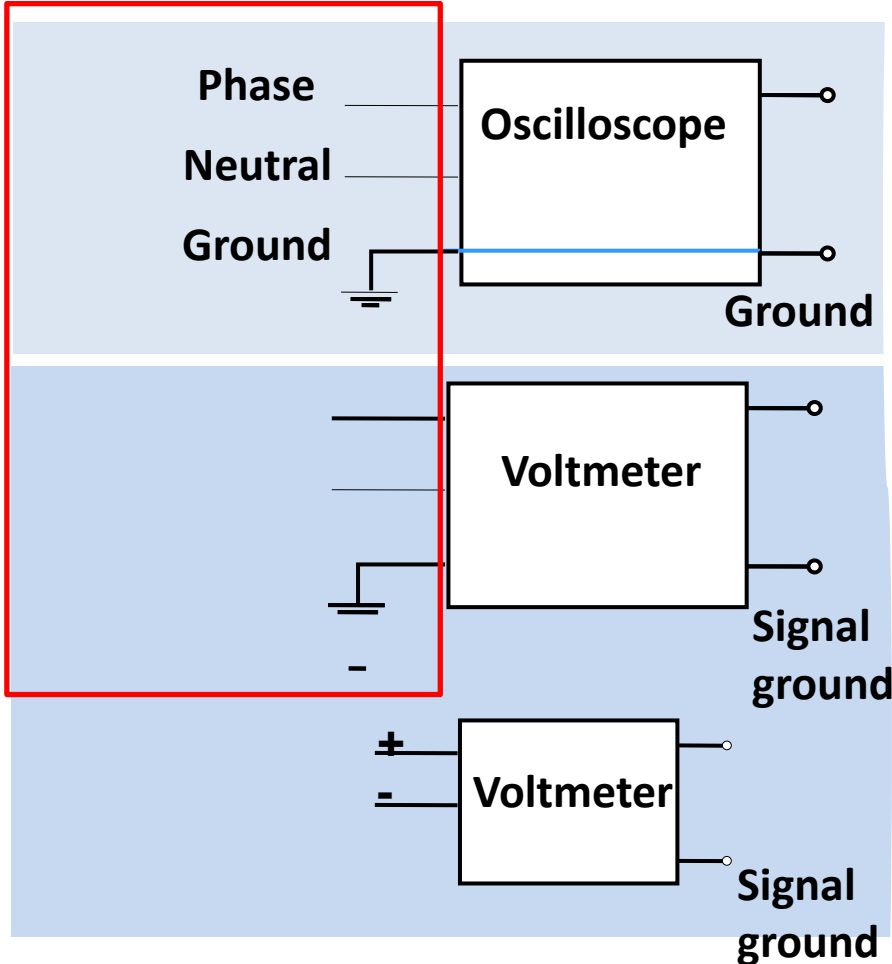 Phase
Oscilloscope
Neutral
Ground
Ground
Voltmeter
Signal
ground
-
+
-
Voltmeter
Signal
ground